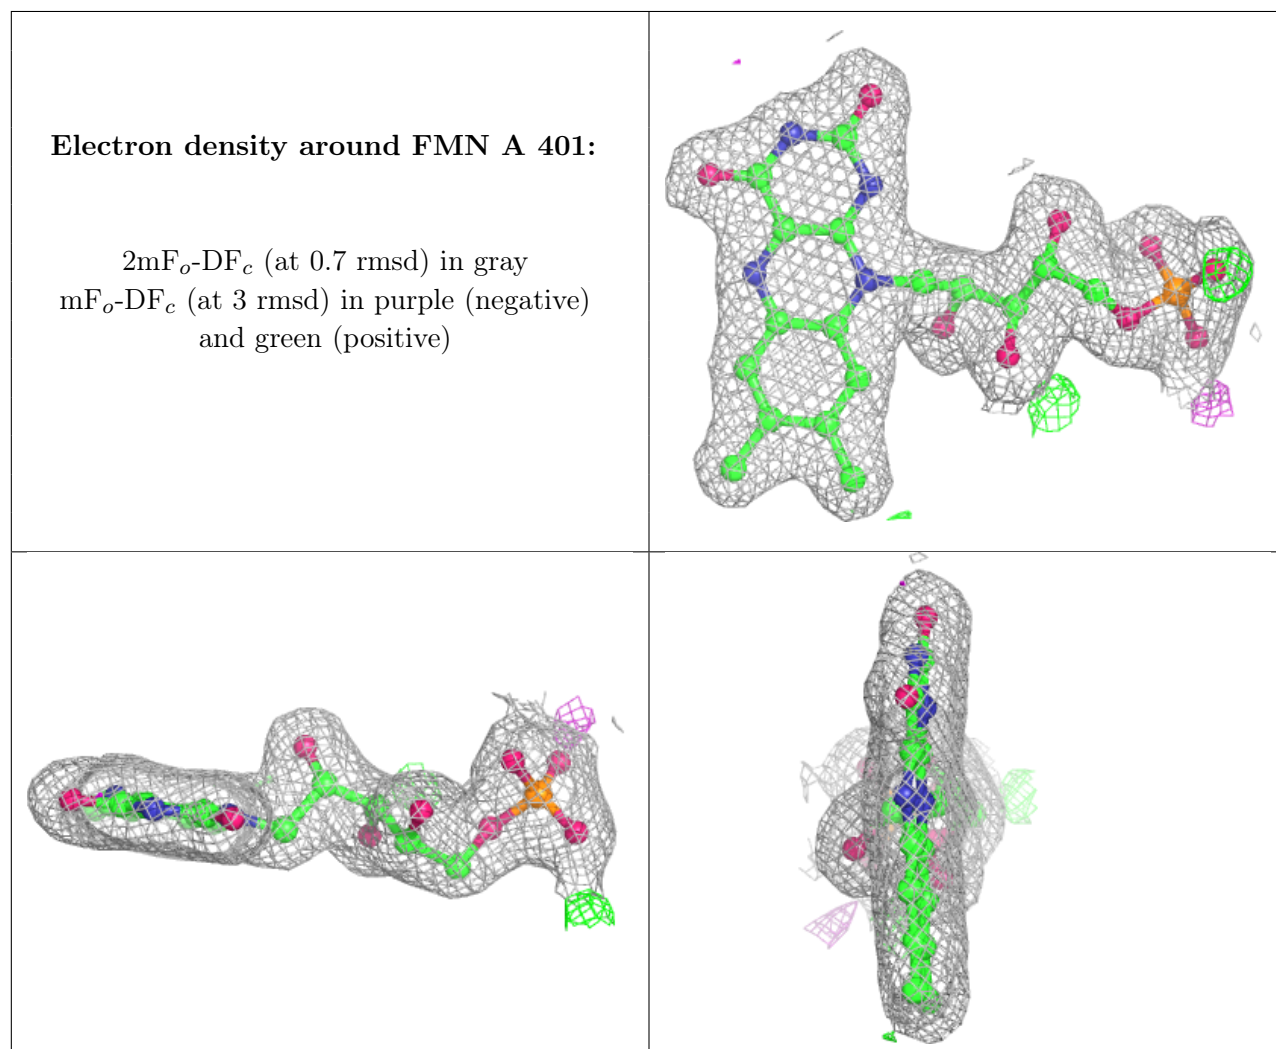 Electron density around FMN A 401:
2mFo-DFc (at 0.7 rmsd) in gray
mFo-DFc (at 3 rmsd) in purple (negative)
and green (positive)